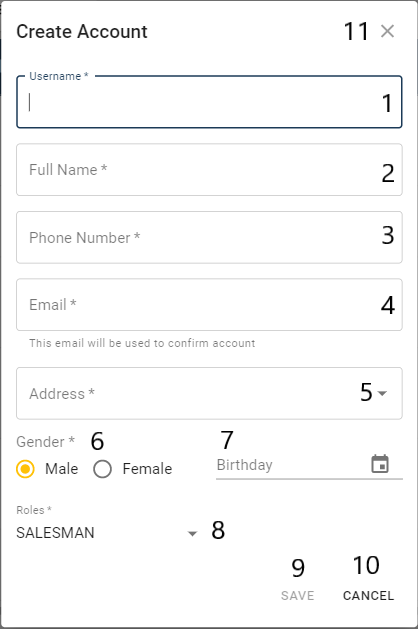 Create Account 11
Username *
1
Full Name * 2
Phone Number * 3
Email * 4
This email will be used to confirm account
Address * 5
Gender * 6 7
Male Female Birthday
Roles *
SALESMAN 8
9 10
SAVE CANCEL